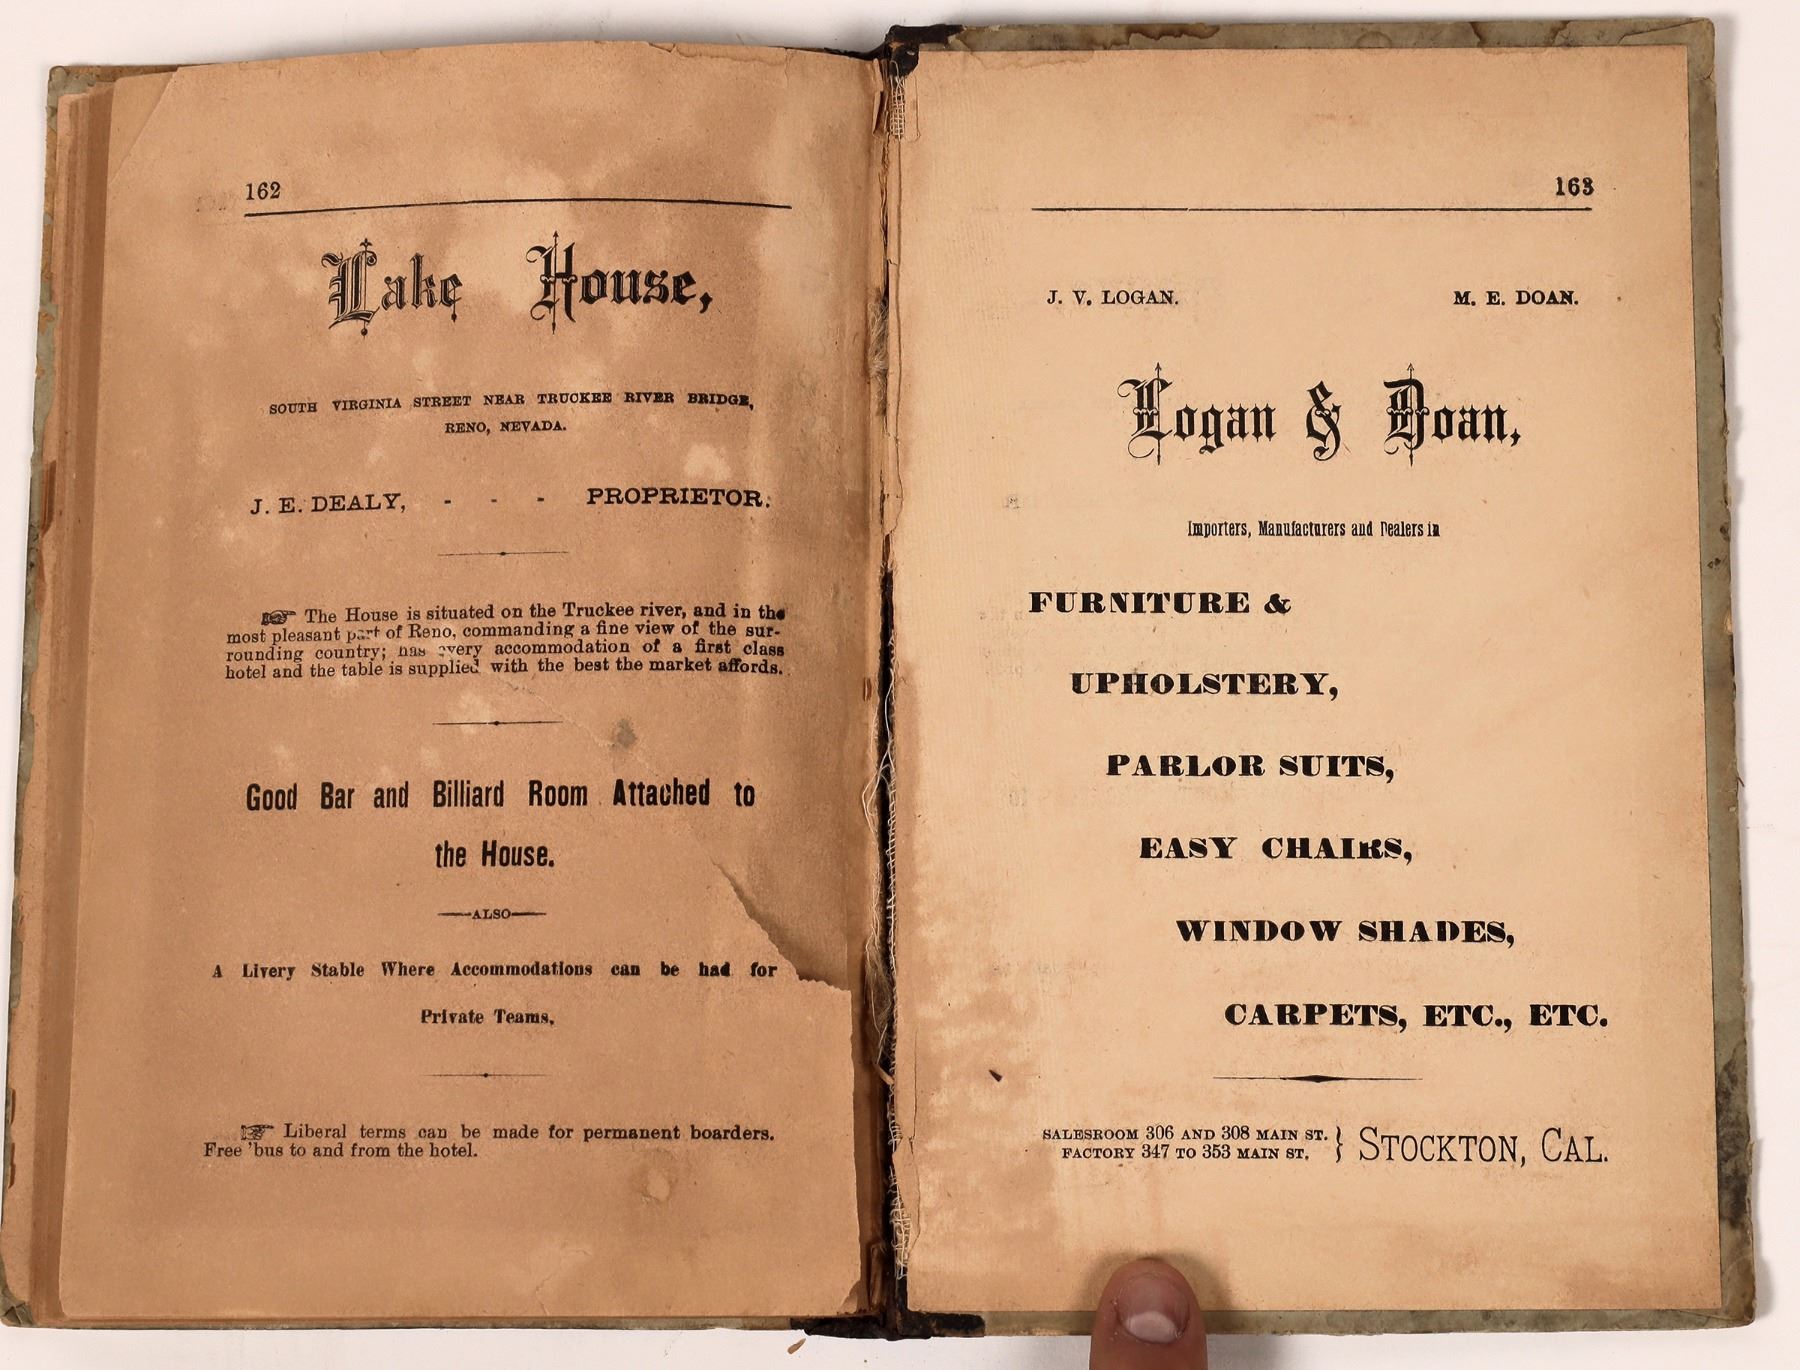 162
Lake House,
SOUTH VIRGINIA STREET NEAR TRUCKEE RIVER BRIDGE,
RENO, NEVADA.
J. E. DEALY, - - - PROPRIETOR.
☞ The House is situated on the Truckee river, and in the
most pleasant part of Reno, commanding a fine view of the sur-
rounding country; has every accommodation of a first class
hotel and the table is supplied with the best the market affords.
Good Bar and Billiard Room Attached to
the House.
—ALSO—
A Livery Stable Where Accommodations can be had for
Private Teams,
☞ Liberal terms can be made for permanent boarders.
Free 'bus to and from the hotel.
163
J. V. LOGAN. M. E. DOAN.
Logan & Doan,
Importers, Manufacturers and Dealers in
FURNITURE &
UPHOLSTERY,
PARLOR SUITS,
EASY CHAIRS,
WINDOW SHADES,
CARPETS, ETC., ETC.
SALESROOM 306 AND 308 MAIN ST. } STOCKTON, CAL.
FACTORY 347 TO 353 MAIN ST.